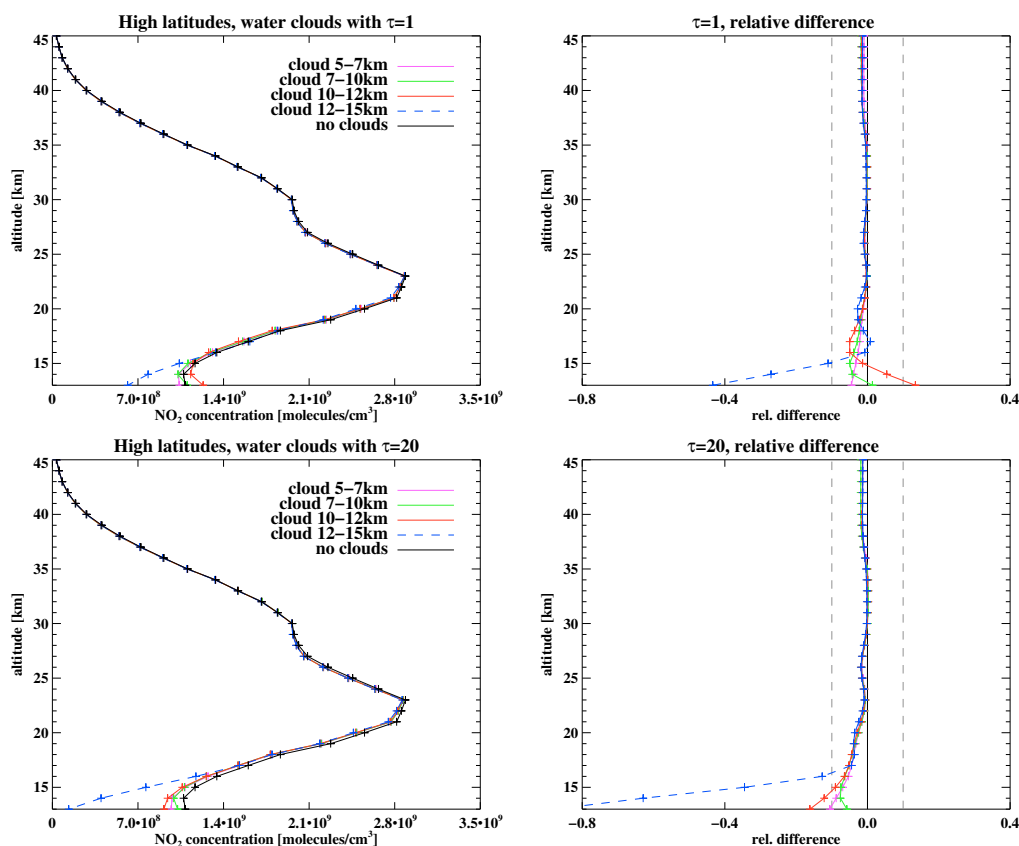 High latitudes, water clouds with τ=1
τ=1, relative difference
45
40
35
30
25
20
15
altitude [km]
cloud 5−7km
cloud 7−10km
cloud 10−12km
cloud 12−15km
no clouds
0
7.0•10⁸
1.4•10⁹
2.1•10⁹
2.8•10⁹
3.5•10⁹
NO₂ concentration [molecules/cm³]
45
40
35
30
25
20
15
altitude [km]
−0.8
−0.4
0.0
0.4
rel. difference
High latitudes, water clouds with τ=20
τ=20, relative difference
45
40
35
30
25
20
15
altitude [km]
cloud 5−7km
cloud 7−10km
cloud 10−12km
cloud 12−15km
no clouds
0
7.0•10⁸
1.4•10⁹
2.1•10⁹
2.8•10⁹
3.5•10⁹
NO₂ concentration [molecules/cm³]
45
40
35
30
25
20
15
altitude [km]
−0.8
−0.4
0.0
0.4
rel. difference